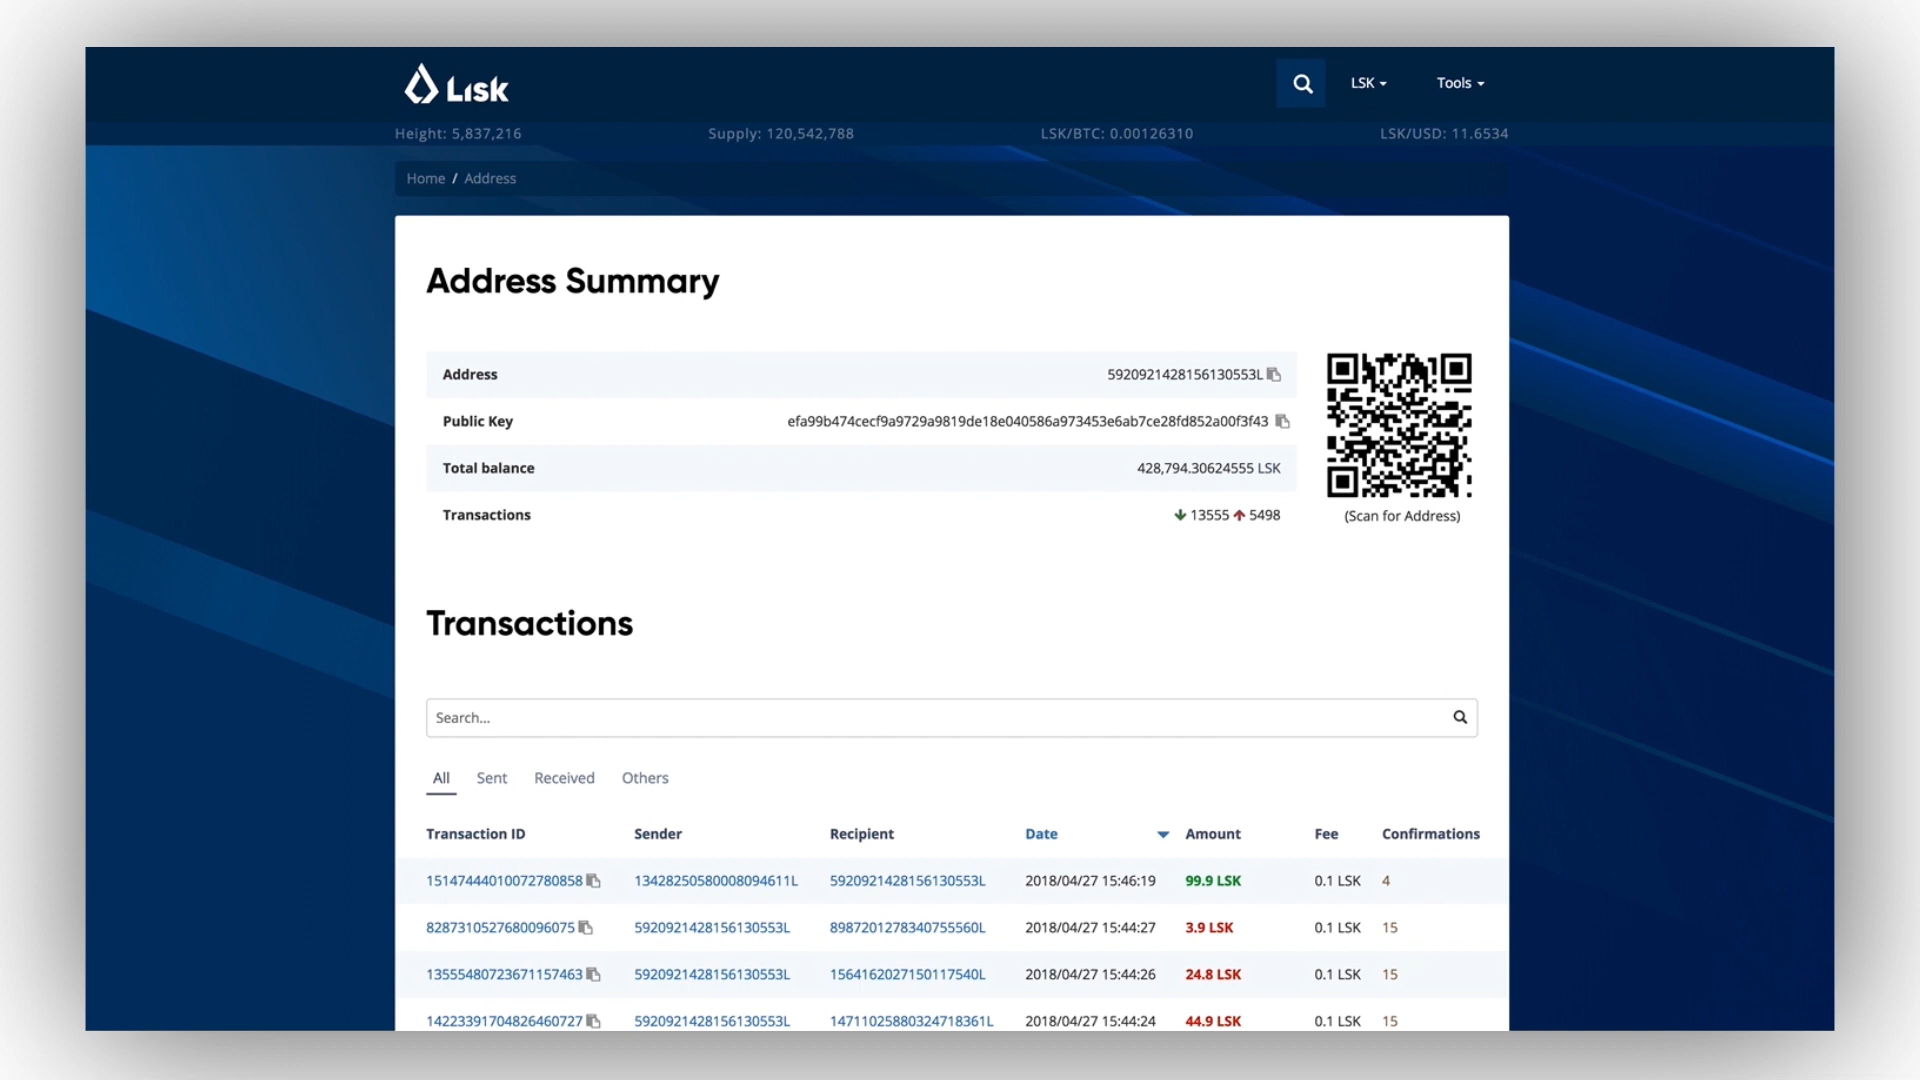 Lisk
LSK
Tools
Height: 5,837,216
Supply: 120,542,788
LSK/BTC: 0.00126310
LSK/USD: 11.6534
Home / Address
Address Summary
Address 5920921428156130553L
Public Key efa99b474cecf9a9729a9819de18e040586a973453e6ab7ce28fd852a00f3f43
Total balance 428,794.30624555 LSK
Transactions 13555 5498
(Scan for Address)
Transactions
Search...
All Sent Received Others
Transaction ID Sender Recipient Date Amount Fee Confirmations
15147444010072780858 13428250580008094611L 5920921428156130553L 2018/04/27 15:46:19 99.9 LSK 0.1 LSK 4
8287310527680096075 5920921428156130553L 8987201278340755560L 2018/04/27 15:44:27 3.9 LSK 0.1 LSK 15
13555480723671157463 5920921428156130553L 1564162027150117540L 2018/04/27 15:44:26 24.8 LSK 0.1 LSK 15
14223391704826460727 5920921428156130553L 14711025880324718361L 2018/04/27 15:44:24 44.9 LSK 0.1 LSK 15